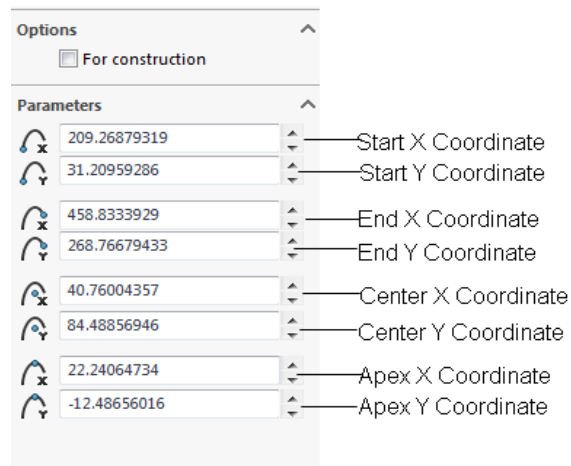 Options
For construction
Parameters
X 209.26879319 Start X Coordinate
Y 31.20959286 Start Y Coordinate
X 458.8333929 End X Coordinate
Y 268.76679433 End Y Coordinate
X 40.76004357 Center X Coordinate
Y 84.48856946 Center Y Coordinate
X 22.24064734 Apex X Coordinate
Y -12.48656016 Apex Y Coordinate